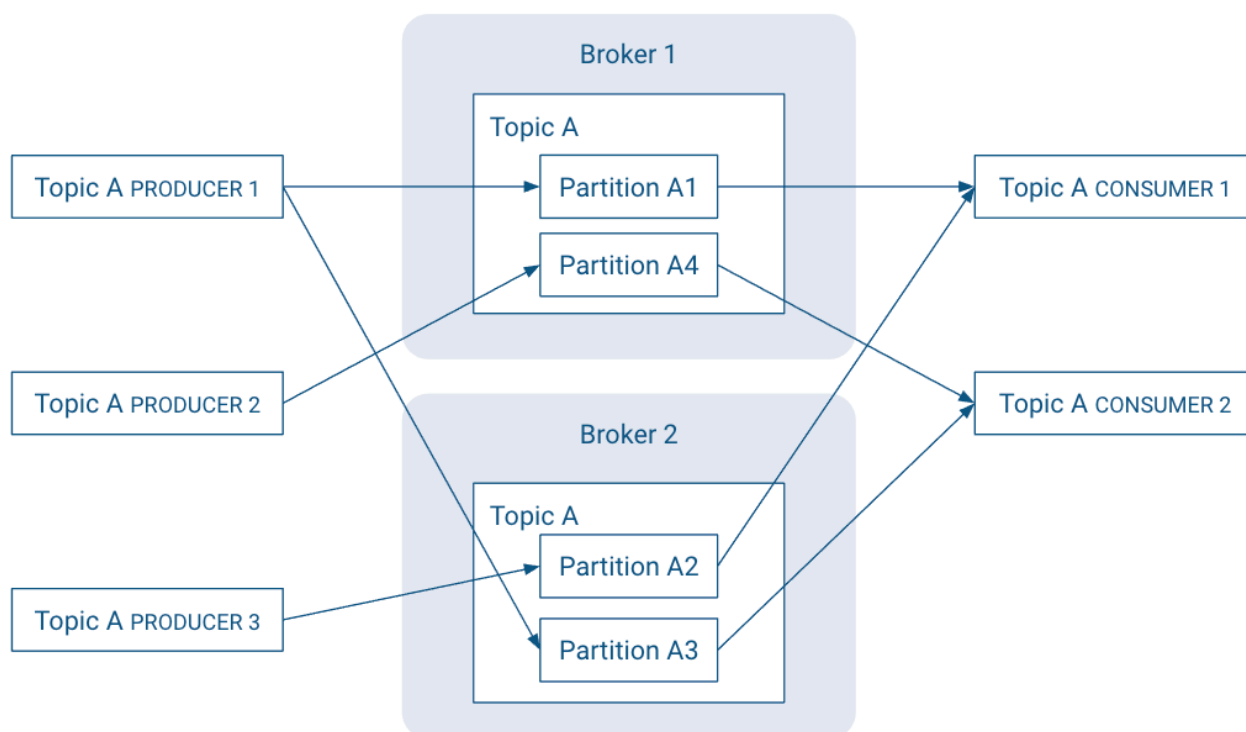 Broker 1
Topic A
Topic A PRODUCER 1
Partition A1
Topic A CONSUMER 1
Partition A4
Topic A PRODUCER 2
Topic A CONSUMER 2
Broker 2
Topic A
Partition A2
Topic A PRODUCER 3
Partition A3